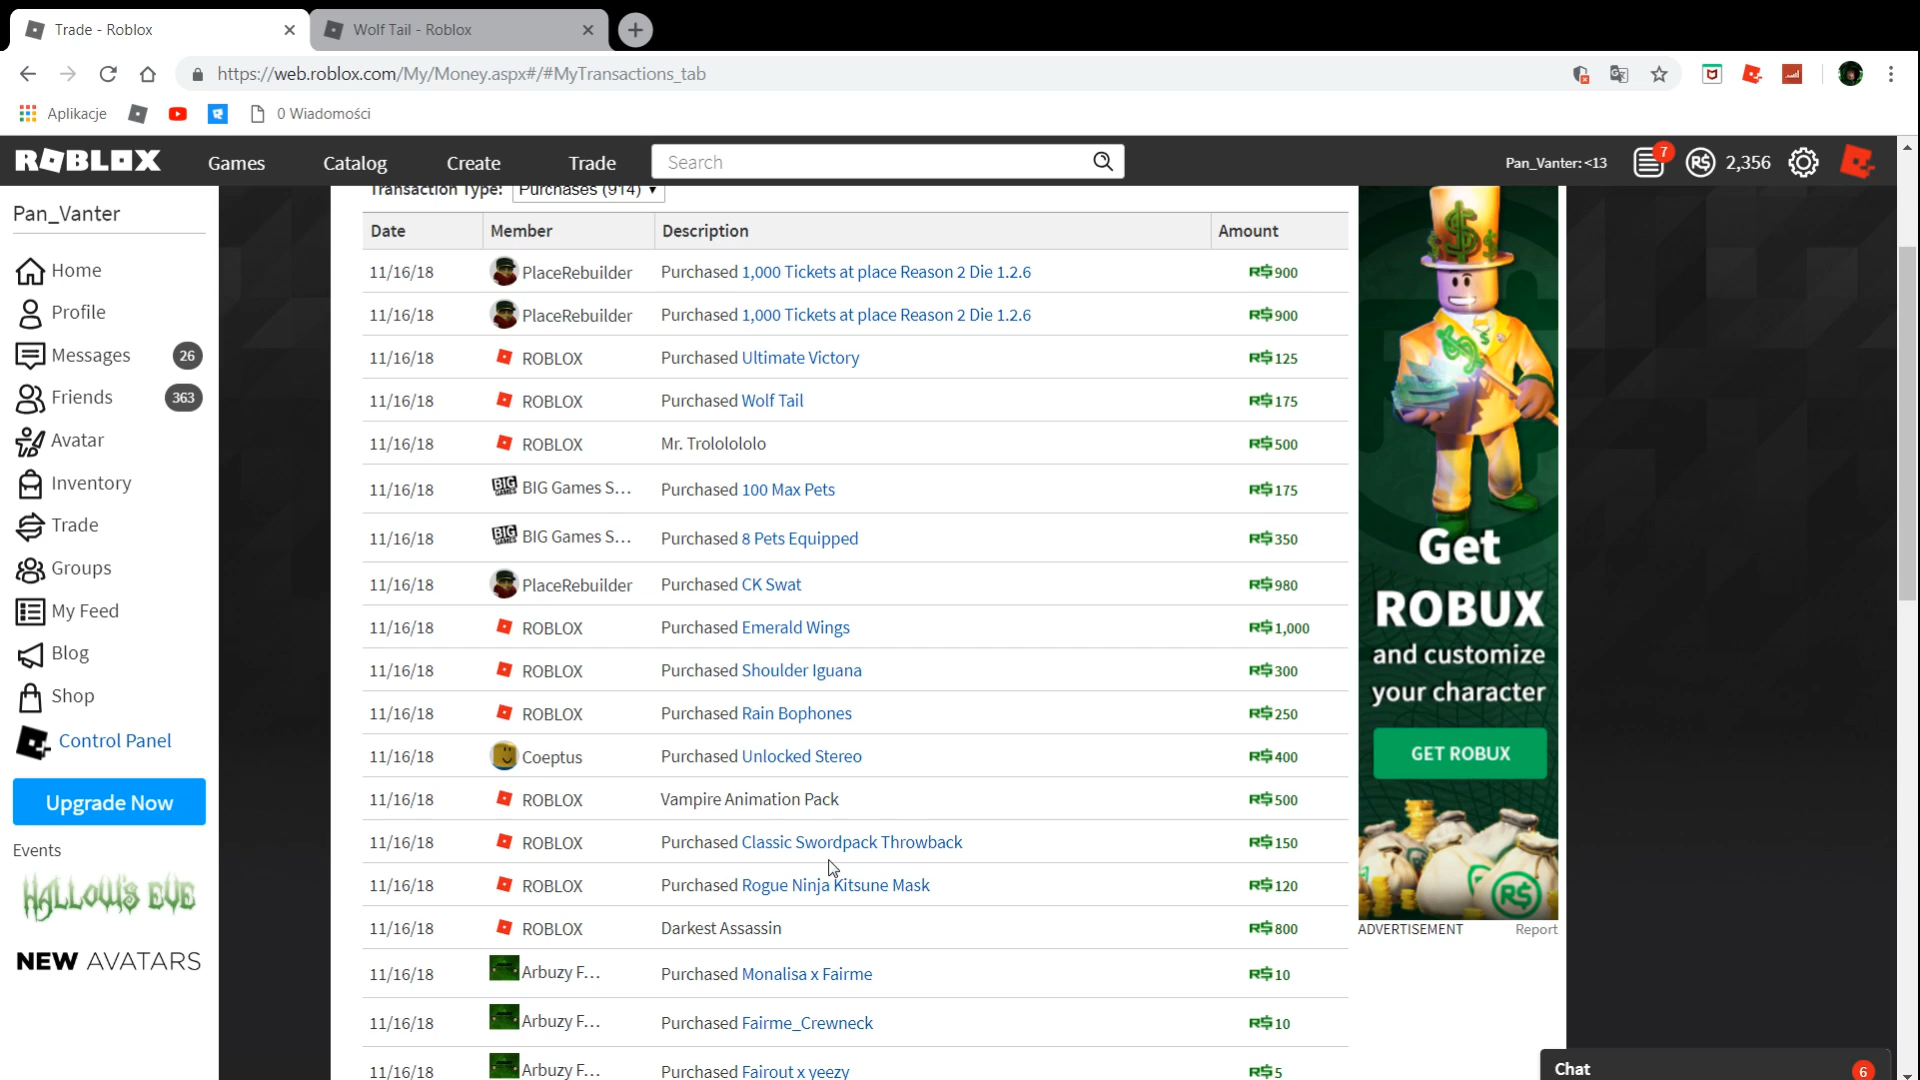 Trade - Roblox
Wolf Tail - Roblox
https://web.roblox.com/My/Money.aspx#/#MyTransactions_tab
Aplikacje
0 Wiadomości
ROBLOX
Games
Catalog
Create
Trade
Search
Pan_Vanter: <13
7
R$
2,356
Pan_Vanter
Home
Profile
Messages
26
Friends
363
Avatar
Inventory
Trade
Groups
My Feed
Blog
Shop
Control Panel
Upgrade Now
Events
HALLOW'S EVE
NEW AVATARS
Transaction Type: Purchases (914)
Date Member Description Amount
11/16/18 PlaceRebuilder Purchased 1,000 Tickets at place Reason 2 Die 1.2.6 R$900
11/16/18 PlaceRebuilder Purchased 1,000 Tickets at place Reason 2 Die 1.2.6 R$900
11/16/18 ROBLOX Purchased Ultimate Victory R$125
11/16/18 ROBLOX Purchased Wolf Tail R$175
11/16/18 ROBLOX Mr. Trolololol R$500
11/16/18 BIG GAMES BIG Games S... Purchased 100 Max Pets R$175
11/16/18 BIG GAMES BIG Games S... Purchased 8 Pets Equipped R$350
11/16/18 PlaceRebuilder Purchased CK Swat R$980
11/16/18 ROBLOX Purchased Emerald Wings R$1,000
11/16/18 ROBLOX Purchased Shoulder Iguana R$300
11/16/18 ROBLOX Purchased Rain Bophones R$250
11/16/18 Coeptus Purchased Unlocked Stereo R$400
11/16/18 ROBLOX Vampire Animation Pack R$500
11/16/18 ROBLOX Purchased Classic Swordpack Throwback R$150
11/16/18 ROBLOX Purchased Rogue Ninja Kitsune Mask R$120
11/16/18 ROBLOX Darkest Assassin R$800
11/16/18 Arbuzy F... Purchased Monalisa x Fairme R$10
11/16/18 Arbuzy F... Purchased Fairme_Crewneck R$10
11/16/18 Arbuzy F... Purchased Fairout x yeezy R$5
Get
ROBUX
and customize
your character
GET ROBUX
R$
ADVERTISEMENT
Report
Chat
6